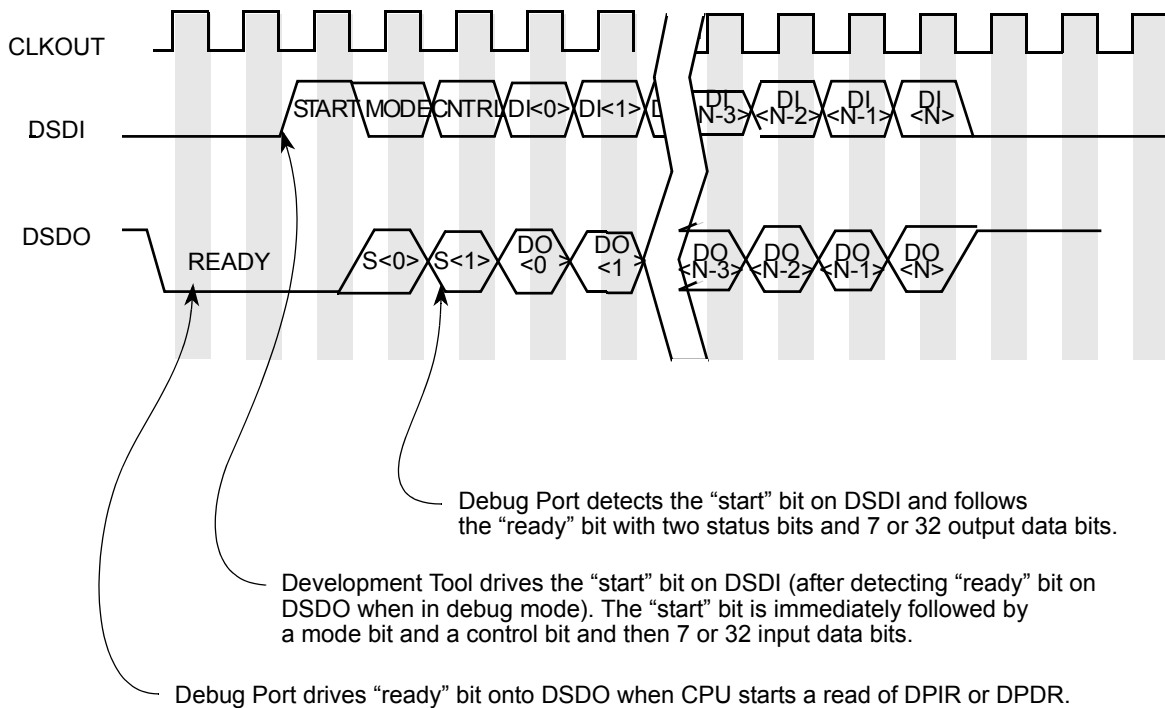 CLKOUT
DSDI
START MODE CNTRL DI<0> DI<1> DI <N-3> DI <N-2> DI <N-1> DI <N>
DSDO
READY
S<0> S<1> DO <0 > DO <1 > DO <N-3> DO <N-2> DO <N-1> DO <N>
Debug Port detects the “start” bit on DSDI and follows
the “ready” bit with two status bits and 7 or 32 output data bits.
Development Tool drives the “start” bit on DSDI (after detecting “ready” bit on
DSDO when in debug mode). The “start” bit is immediately followed by
a mode bit and a control bit and then 7 or 32 input data bits.
Debug Port drives “ready” bit onto DSDO when CPU starts a read of DPIR or DPDR.